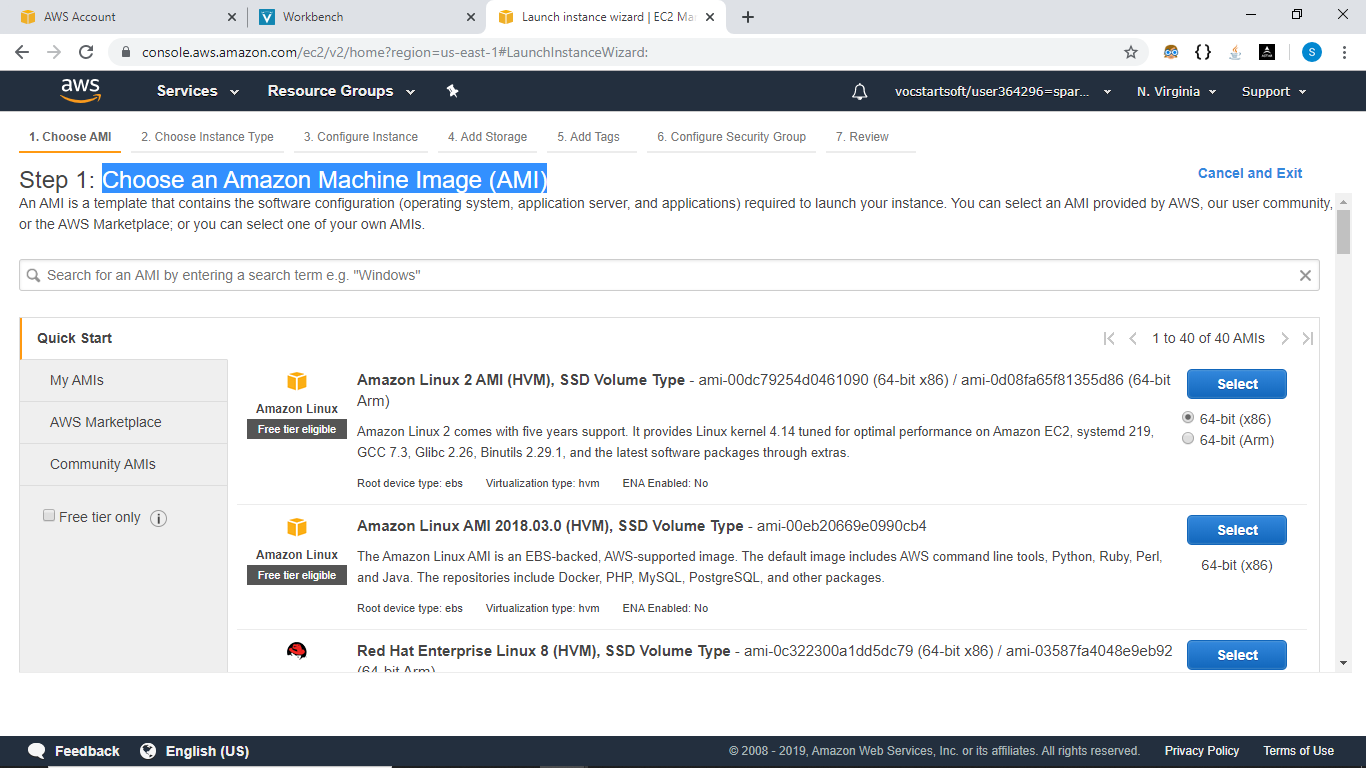 AWS Account
Workbench
Launch instance wizard | EC2 Mar
console.aws.amazon.com/ec2/v2/home?region=us-east-1#LaunchInstanceWizard:
S
aws
Services
Resource Groups
vocstartsoft/user364296=spar...
N. Virginia
Support
1. Choose AMI
2. Choose Instance Type
3. Configure Instance
4. Add Storage
5. Add Tags
6. Configure Security Group
7. Review
Step 1: Choose an Amazon Machine Image (AMI)
Cancel and Exit
An AMI is a template that contains the software configuration (operating system, application server, and applications) required to launch your instance. You can select an AMI provided by AWS, our user community,
or the AWS Marketplace; or you can select one of your own AMIs.
Search for an AMI by entering a search term e.g. "Windows"
Quick Start
1 to 40 of 40 AMIs
My AMIs
AWS Marketplace
Community AMIs
Free tier only
Amazon Linux
Free tier eligible
Amazon Linux 2 AMI (HVM), SSD Volume Type - ami-00dc79254d0461090 (64-bit x86) / ami-0d08fa65f81355d86 (64-bit
Arm)
Amazon Linux 2 comes with five years support. It provides Linux kernel 4.14 tuned for optimal performance on Amazon EC2, systemd 219,
GCC 7.3, Glibc 2.26, Binutils 2.29.1, and the latest software packages through extras.
Root device type: ebs
Virtualization type: hvm
ENA Enabled: No
Select
64-bit (x86)
64-bit (Arm)
Amazon Linux
Free tier eligible
Amazon Linux AMI 2018.03.0 (HVM), SSD Volume Type - ami-00eb20669e0990cb4
The Amazon Linux AMI is an EBS-backed, AWS-supported image. The default image includes AWS command line tools, Python, Ruby, Perl,
and Java. The repositories include Docker, PHP, MySQL, PostgreSQL, and other packages.
Root device type: ebs
Virtualization type: hvm
ENA Enabled: No
Select
64-bit (x86)
Red Hat Enterprise Linux 8 (HVM), SSD Volume Type - ami-0c322300a1dd5dc79 (64-bit x86) / ami-03587fa4048e9eb92
(64-bit Arm)
Select
Feedback
English (US)
© 2008 - 2019, Amazon Web Services, Inc. or its affiliates. All rights reserved.
Privacy Policy
Terms of Use